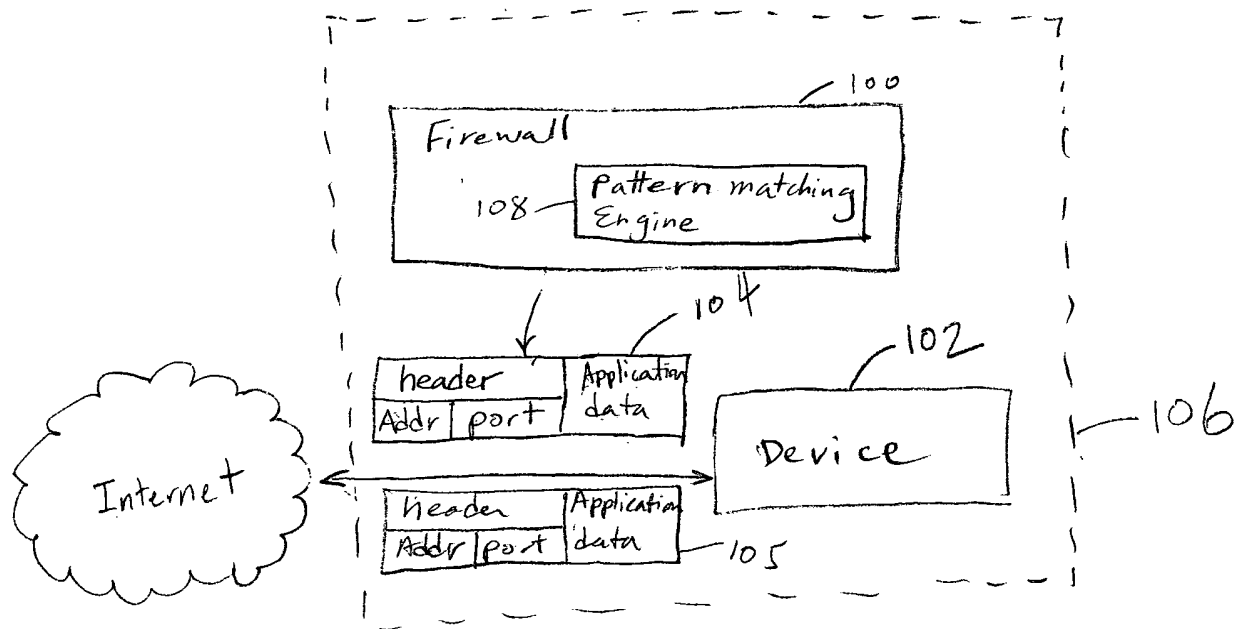 100
Firewall
Pattern matching
Engine
108
104
header
Application
data
Addr
port
102
Device
106
Internet
header
Application
data
Addr
port
105